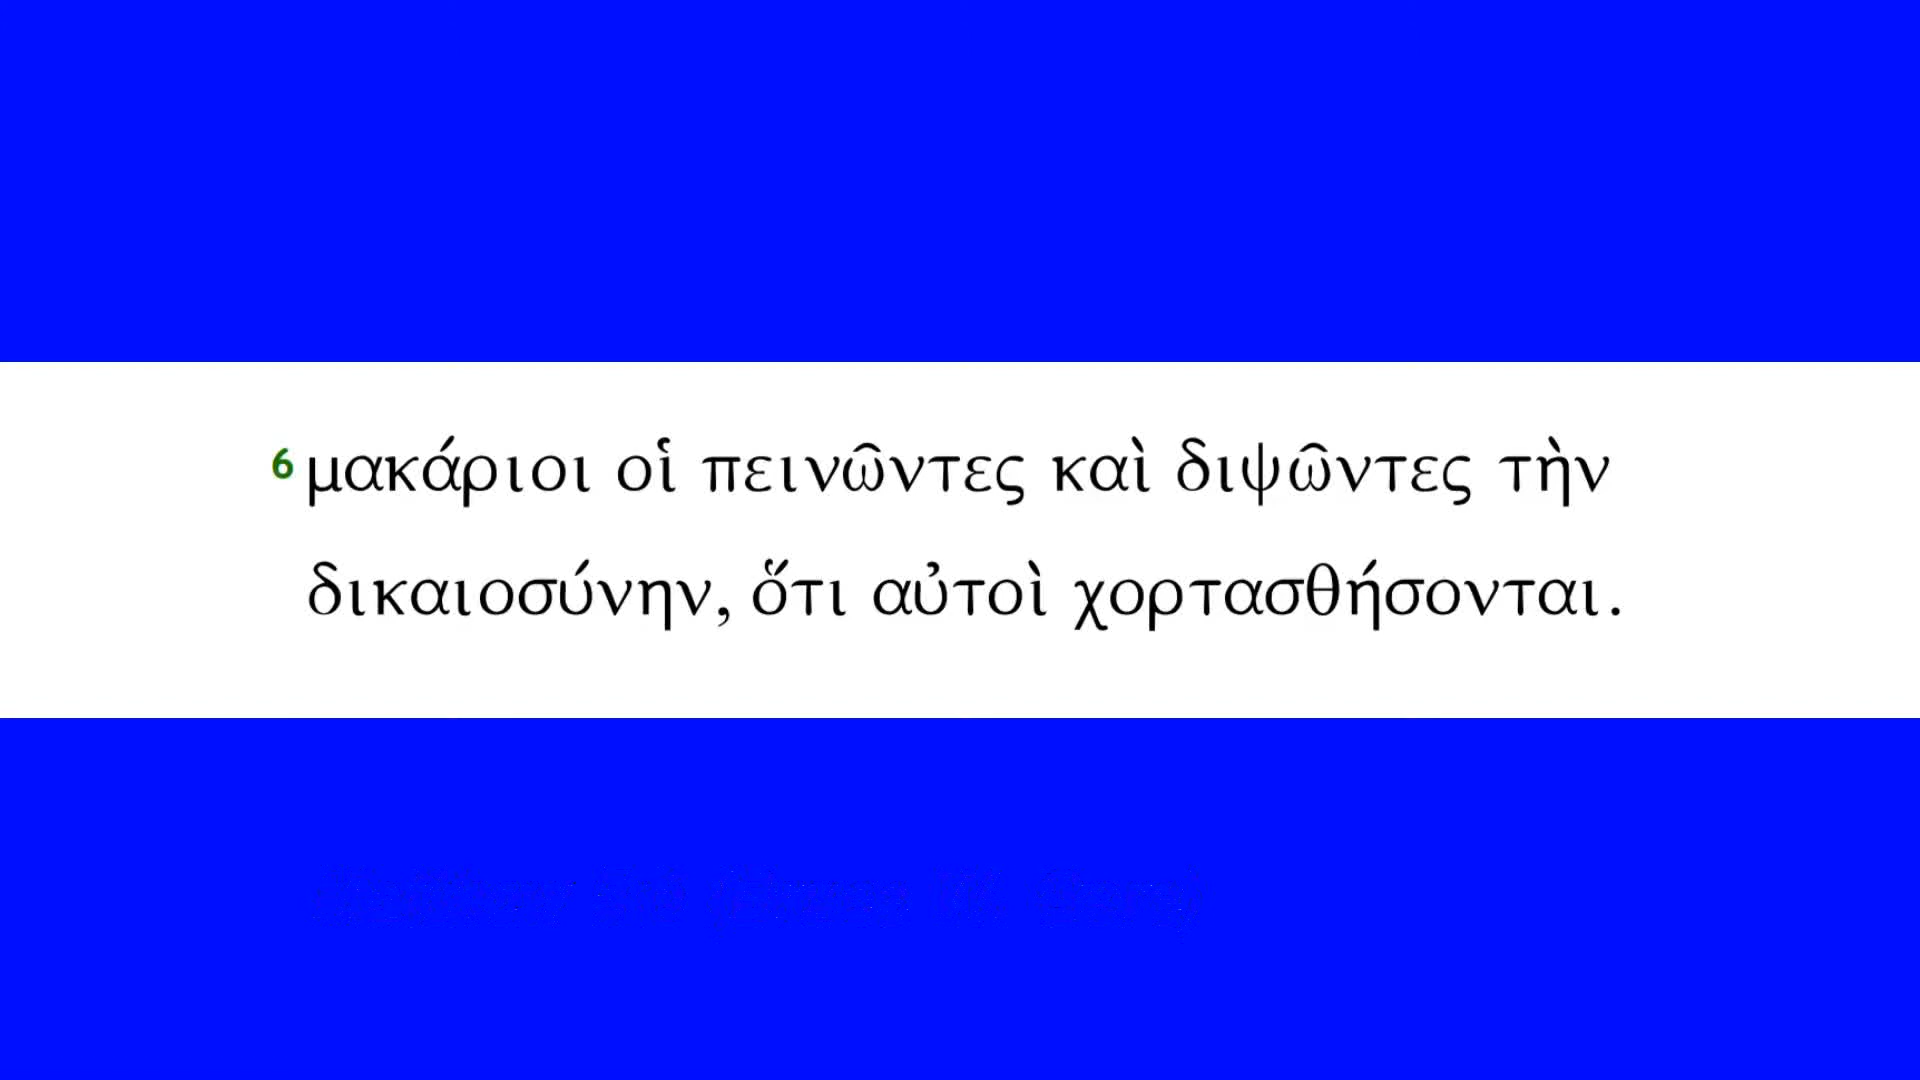 6 μακάριοι οἱ πεινῶντες καὶ διψῶντες τὴν
δικαιοσύνην, ὅτι αὐτοὶ χορτασθήσονται.